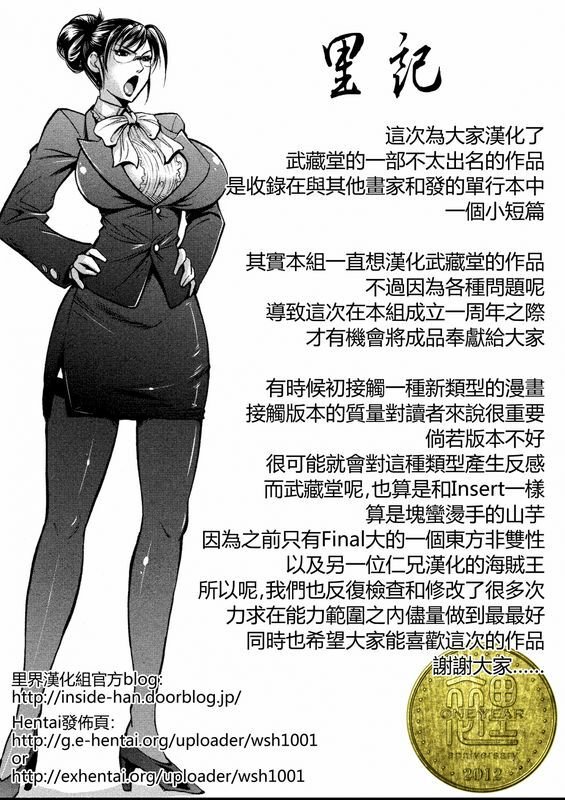 里記
這次為大家漢化了
武藏堂的一部不太出名的作品
是收錄在與其他畫家和發的單行本中
一個小短篇
其實本組一直想漢化武藏堂的作品
不過因為各種問題呢
導致這次在本組成立一周年之際
才有機會將成品奉獻給大家
有時候初接觸一種新類型的漫畫
接觸版本的質量對讀者來說很重要
倘若版本不好
很可能就會對這種類型產生反感
而武藏堂呢,也算是和Insert一樣
算是塊蠻燙手的山芋
因為之前只有Final大的一個東方非雙性
以及另一位仁兄漢化的海賊王
所以呢,我們也反復檢查和修改了很多次
力求在能力範圍之內儘量做到最最好
同時也希望大家能喜歡這次的作品
謝謝大家......
里界漢化組官方blog:
http://inside-han.doorblog.jp/
Hentai發佈頁:
http://g.e-hentai.org/uploader/wsh1001
or
http://exhentai.org/uploader/wsh1001
ONE YEAR
anniversary
2012